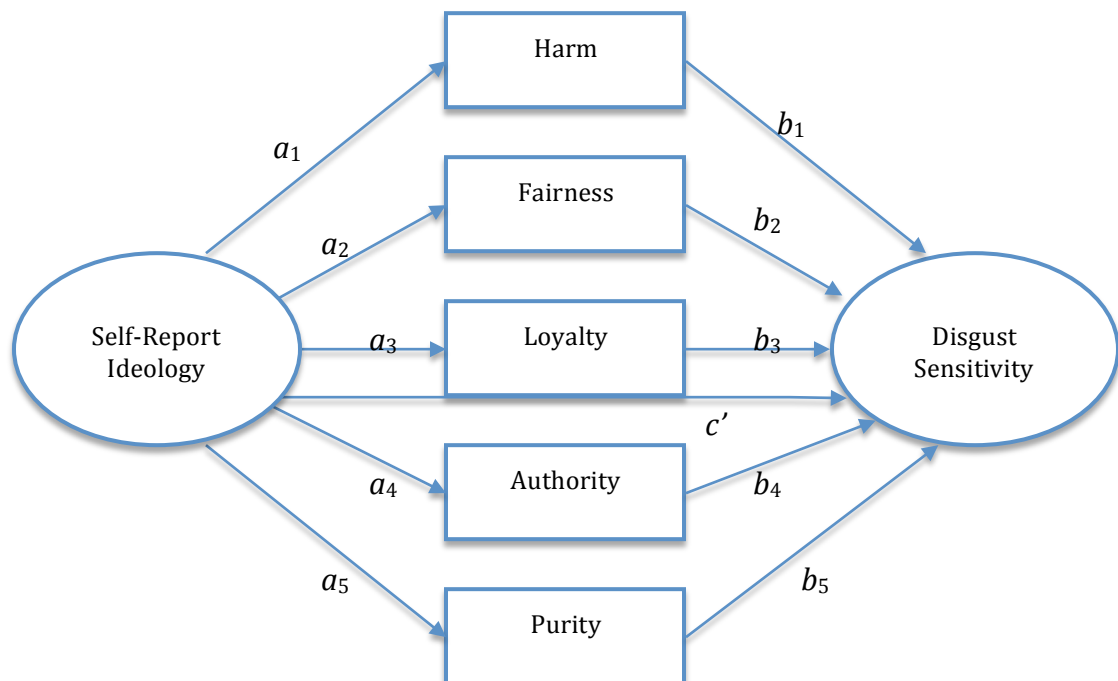 Harm
a1
b1
Fairness
a2
b2
Self-Report
Ideology
a3
Loyalty
b3
Disgust
Sensitivity
c’
a4
Authority
b4
a5
Purity
b5